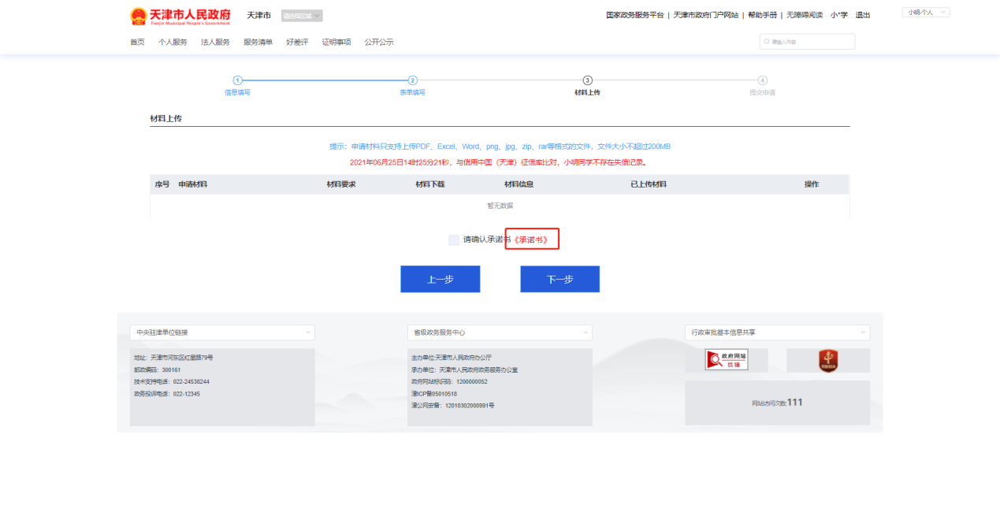 天津市人民政府
Tianjin Municipal People's Government
天津市
请选择区域
国家政务服务平台 | 天津市政府门户网站 | 帮助手册 | 无障碍阅读 小*学 退出
小明-个人
首页 个人服务 法人服务 服务清单 好差评 证明事项 公开公示
请输入内容
1 2 3 4
信息填写 表单填写 材料上传 提交申请
材料上传
提示：申请材料只支持上传PDF、Excel、Word、png、jpg、zip、rar等格式的文件，文件大小不超过200MB
2021年06月25日14时25分21秒，与信用中国（天津）征信库比对，小明同学不存在失信记录。
序号 申请材料 材料要求 材料下载 材料信息 已上传材料 操作
暂无数据
请确认承诺书《承诺书》
上一步 下一步
中央驻津单位链接
地址：天津市河东区红星路79号
邮政编码：300161
技术支持电话：022-24538244
政务投诉电话：022-12345
省级政务服务中心
主办单位:天津市人民政府办公厅
承办单位：天津市人民政府政务服务办公室
政府网站标识码：1200000052
津ICP备05010518
津公网安备：12010302000991号
行政审批基本信息共享
政府网站
找错
党政机关
网站访问次数:111